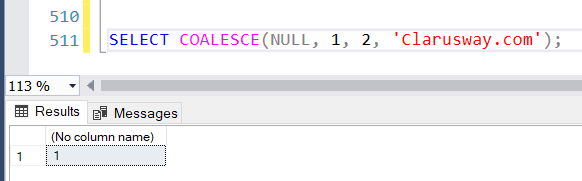 510
511 SELECT COALESCE(NULL, 1, 2, 'Clarusway.com');
113 %
Results Messages
(No column name)
1 1